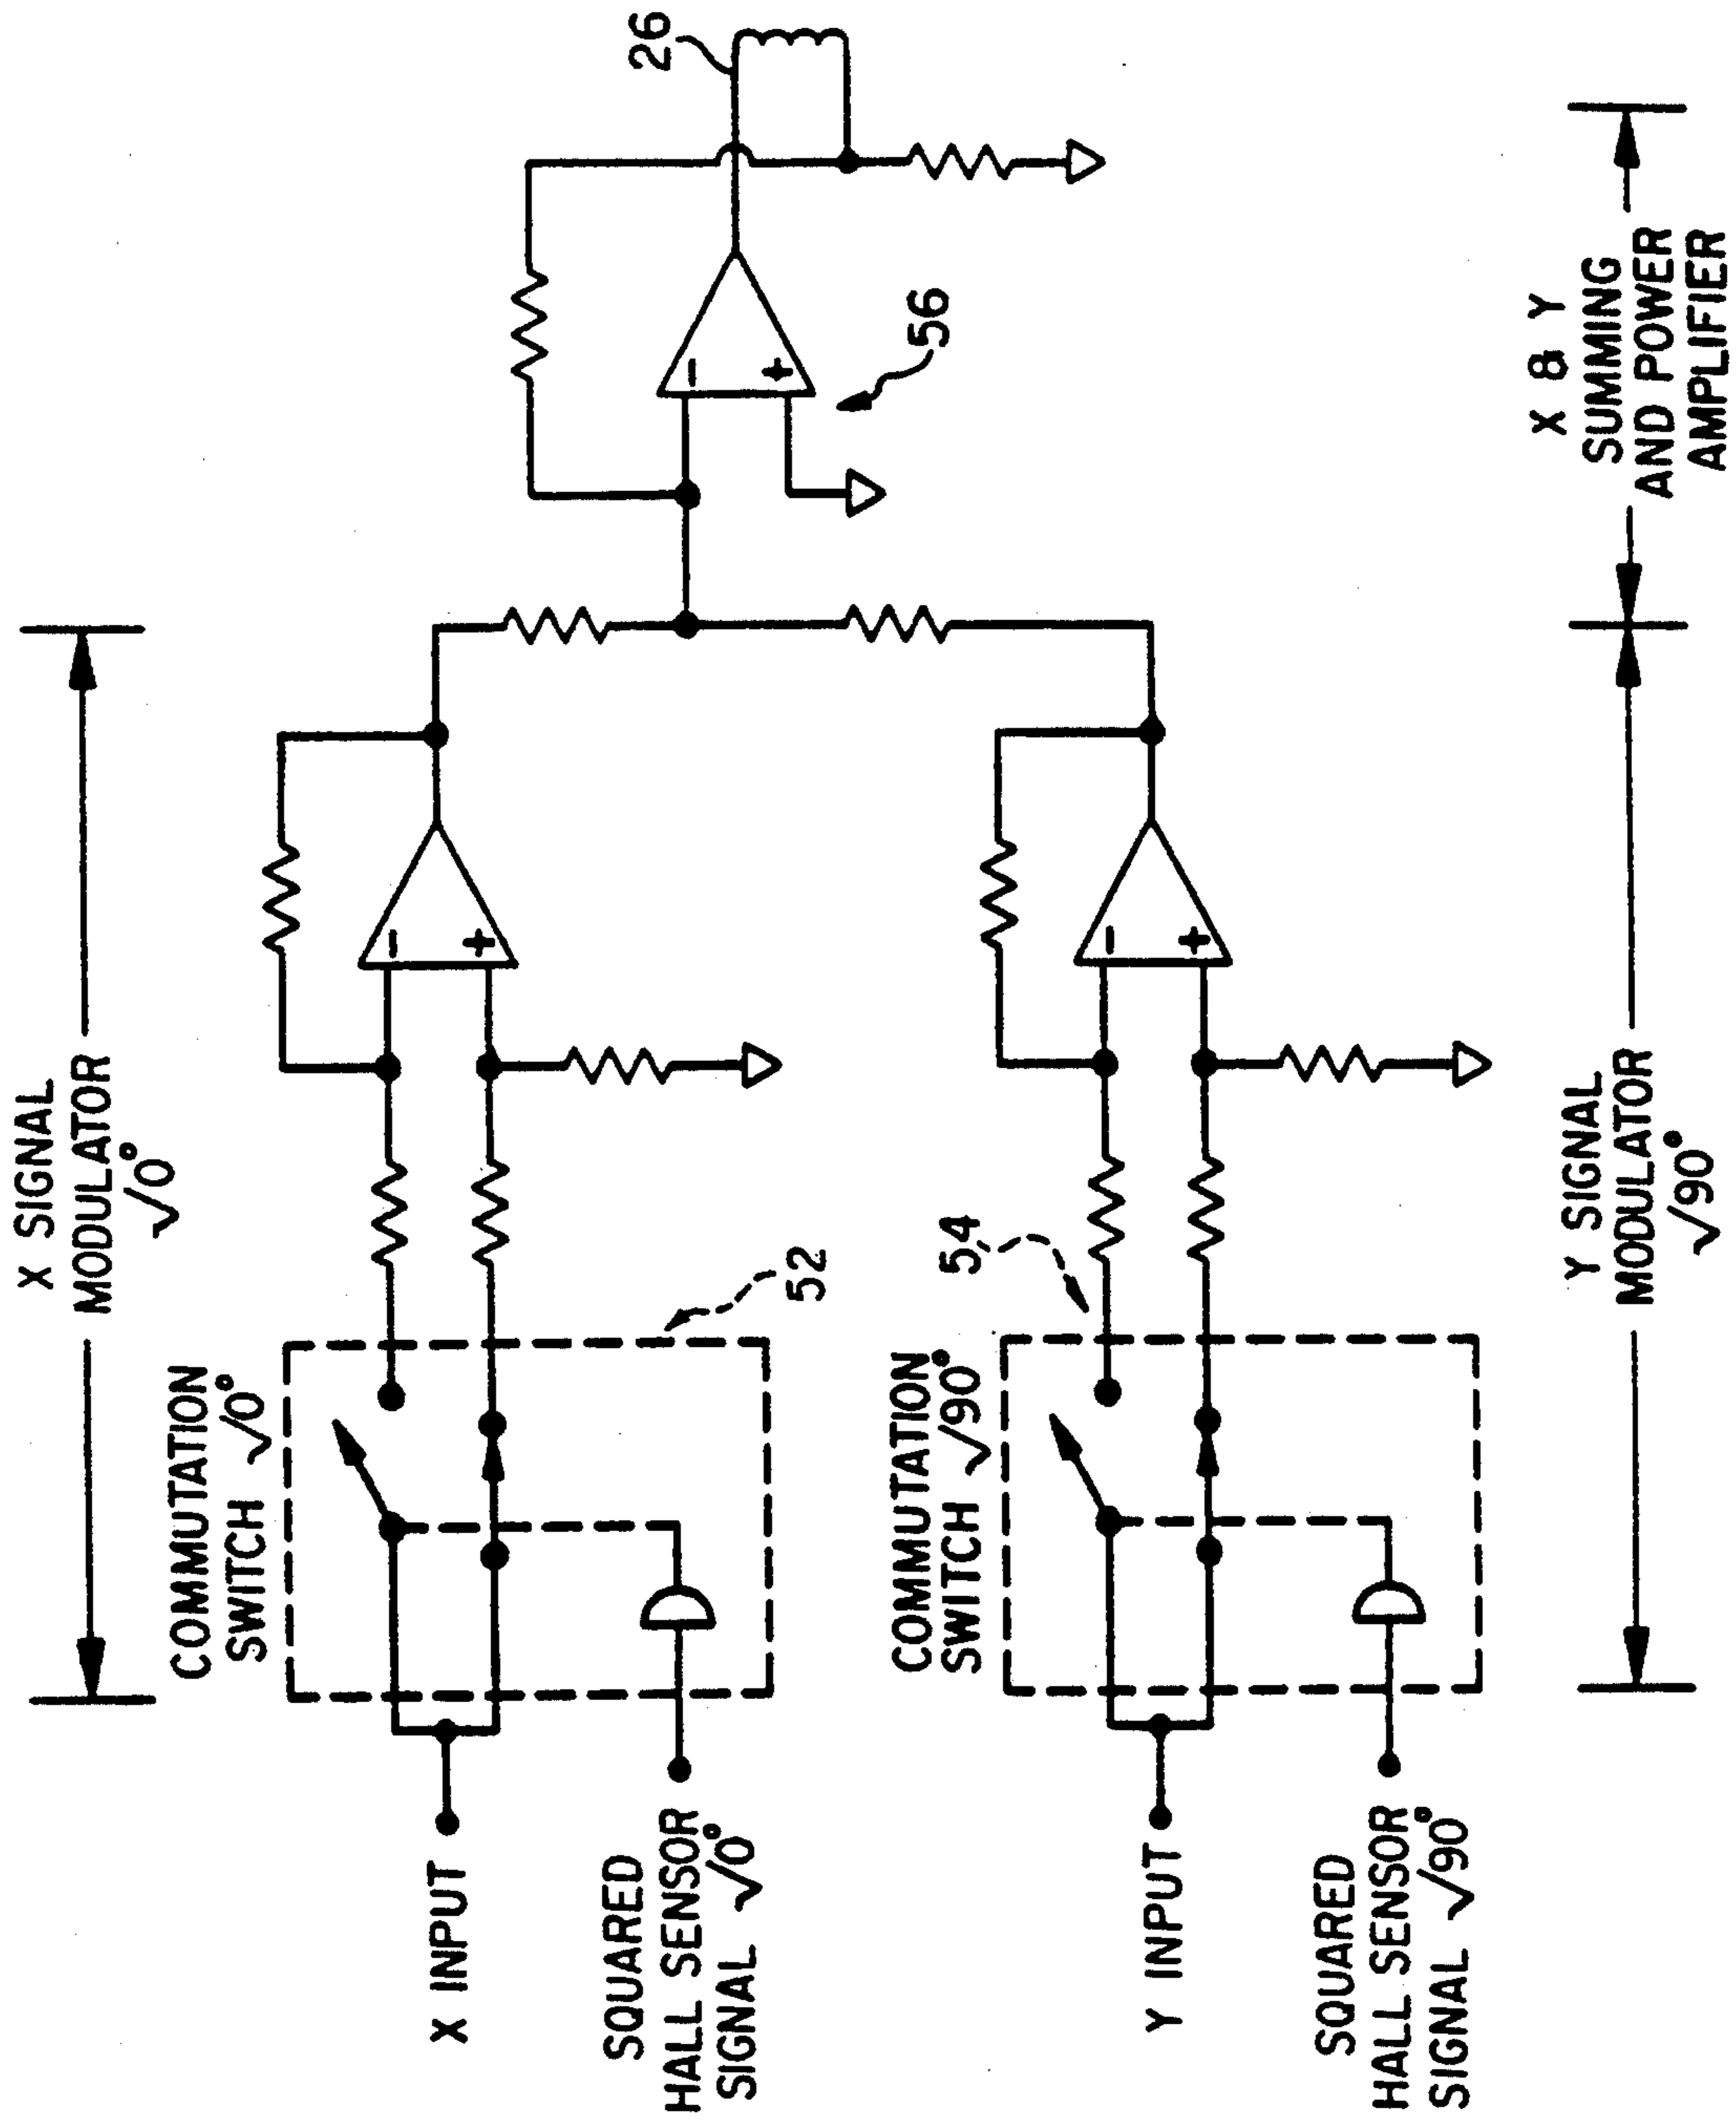 X SIGNAL
MODULATOR
√0°
COMMUTATION
SWITCH √0°
X INPUT
SQUARED
HALL SENSOR
SIGNAL √0°
52
-
+
26
-
+
56
COMMUTATION
SWITCH √90°
54
Y INPUT
SQUARED
HALL SENSOR
SIGNAL √90°
-
+
Y SIGNAL
MODULATOR
√90°
X & Y
SUMMING
AND POWER
AMPLIFIER